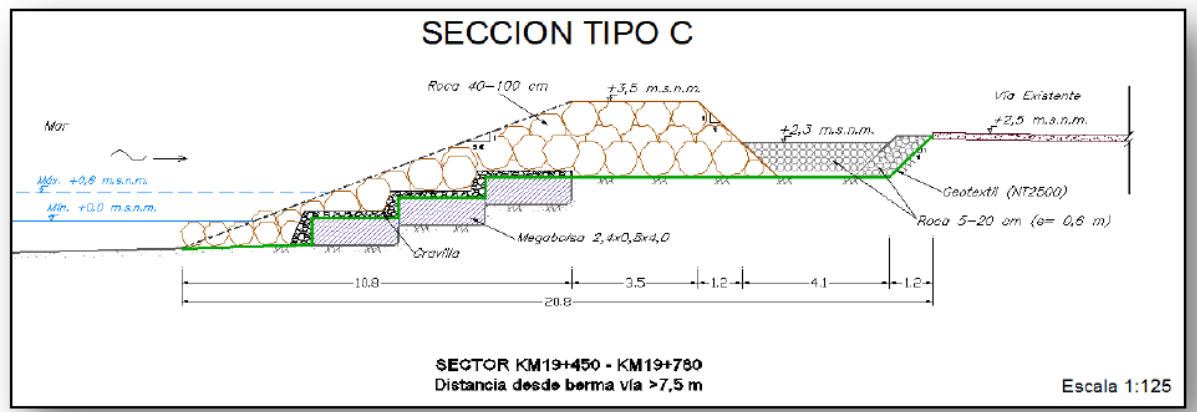 SECCION TIPO C
Roca 40-100 cm
+3,5 m.s.n.m.
Vía Existente
Mar
+2,3 m.s.n.m.
+2,5 m.s.n.m.
Máx. +0,6 m.s.n.m.
Mín. +0.0 m.s.n.m.
Geotextil (NT2500)
Roca 5-20 cm (e= 0,6 m)
Megabolsa 2,4x0,8x4,0
Gravilla
10.8
3.5
1.2
4.1
1.2
20.8
SECTOR KM19+450 - KM19+780
Distancia desde berma vía >7,5 m
Escala 1:125